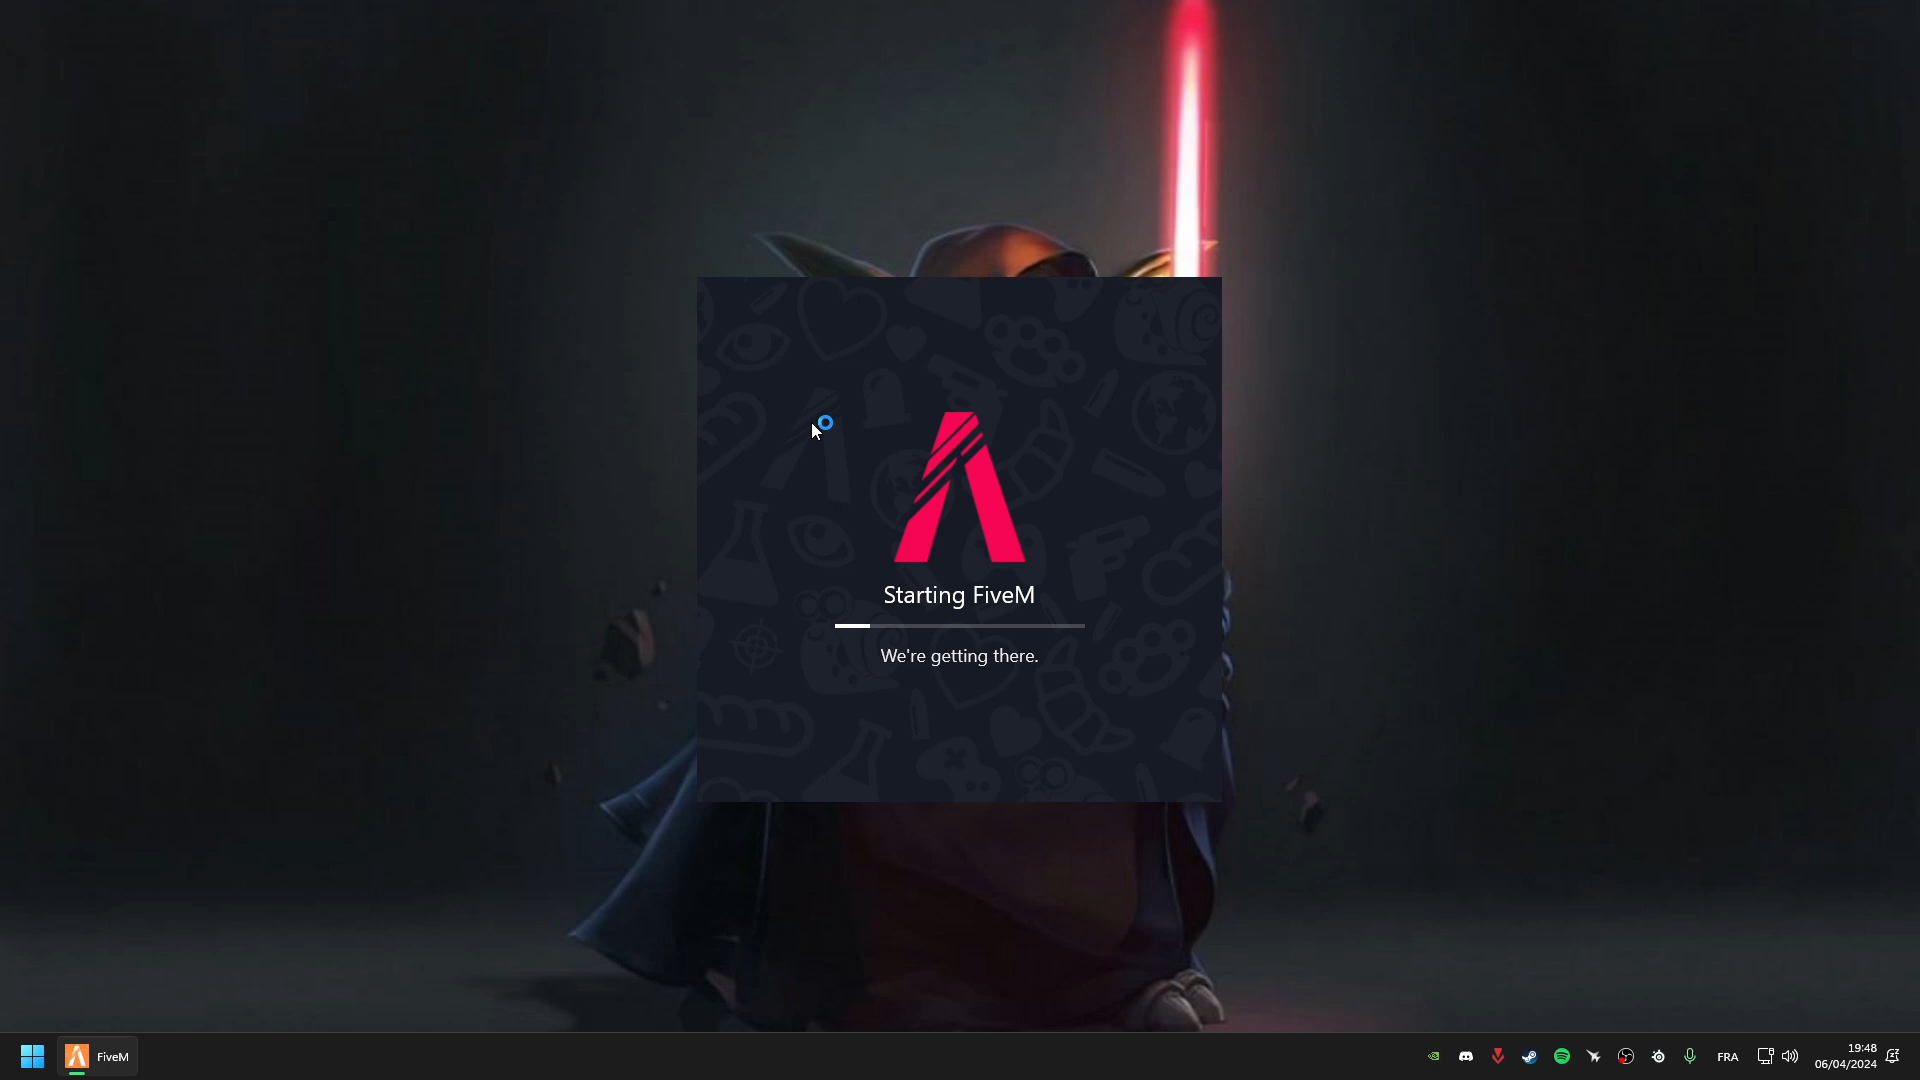 Starting FiveM
We're getting there.
FiveM
FRA
19:48
06/04/2024